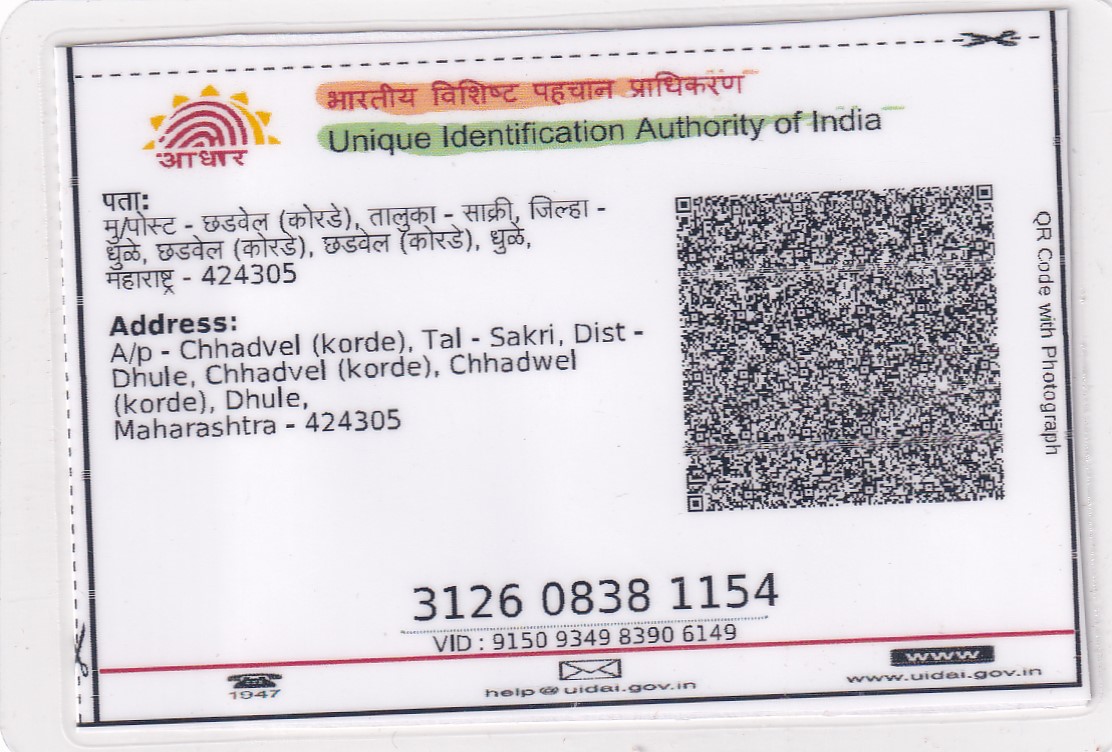 भारतीय विशिष्ट पहचान प्राधिकरण
Unique Identification Authority of India
आधार
पता:
मु/पोस्ट - छडवेल (कोरडे), तालुका - साक्री, जिल्हा -
धुळे, छडवेल (कोरडे), छडवेल (कोरडे), धुळे,
महाराष्ट्र - 424305
Address:
A/p - Chhadvel (korde), Tal - Sakri, Dist -
Dhule, Chhadvel (korde), Chhadwel
(korde), Dhule,
Maharashtra - 424305
QR Code with Photograph
3126 0838 1154
VID : 9150 9349 8390 6149
1947
help@uidai.gov.in
www
www.uidai.gov.in